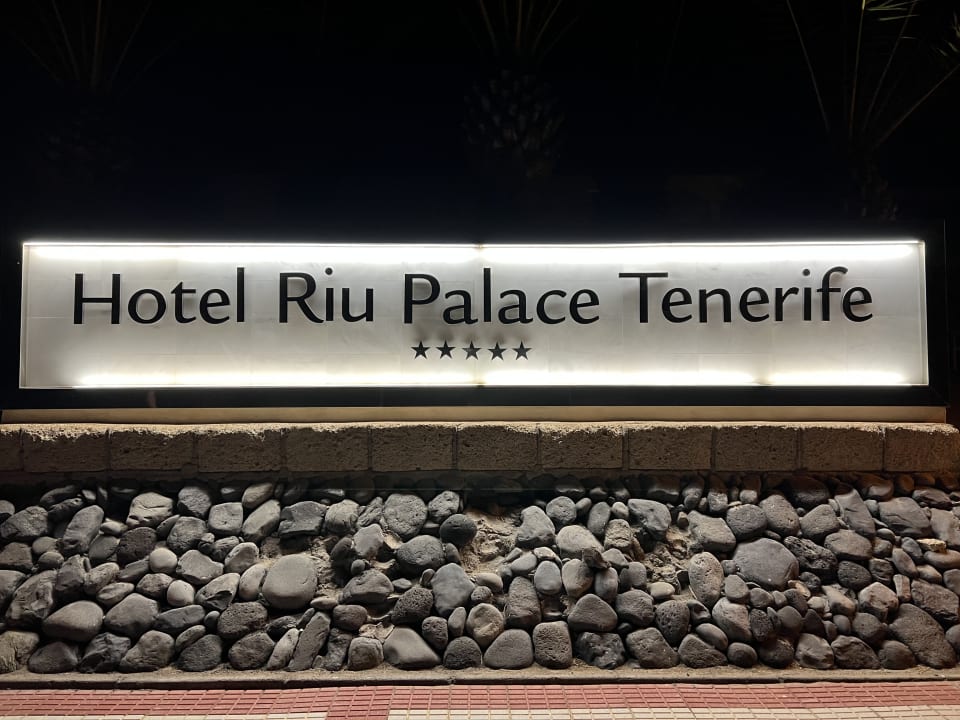 Hotel Riu Palace Tenerife
★★★★★